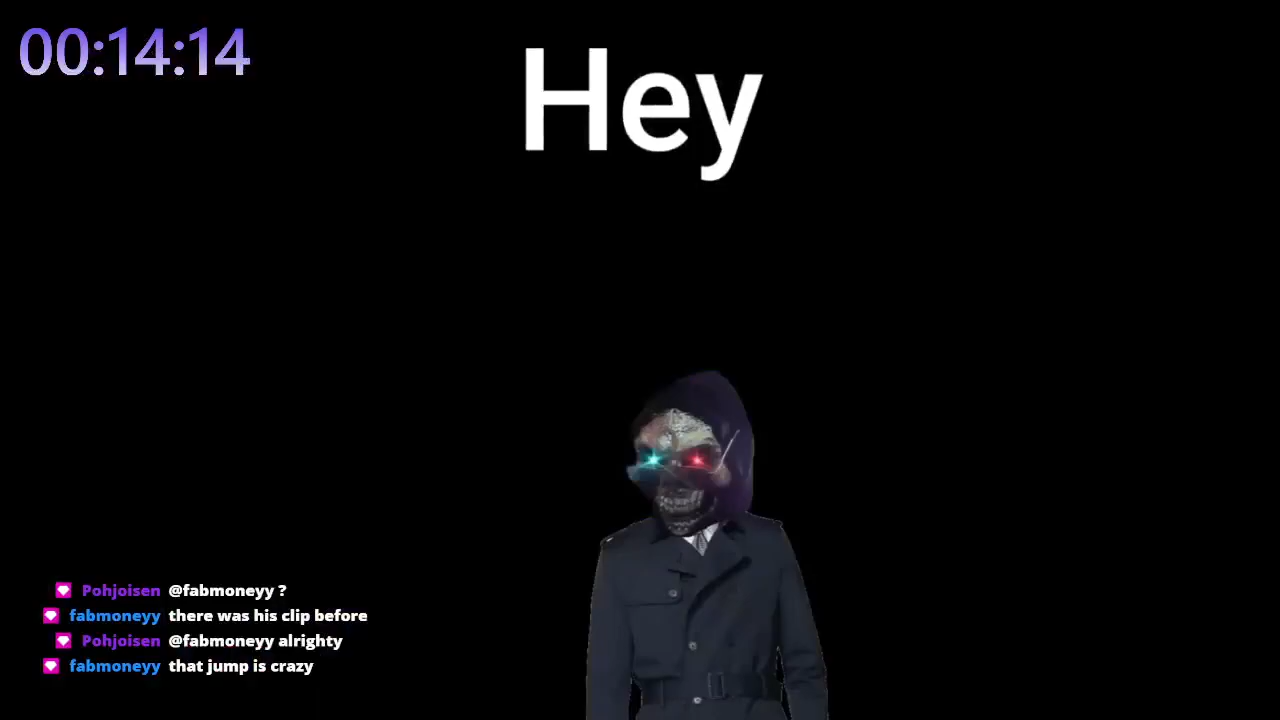 00:14:14
Hey
Pohjoisen @fabmoneyy ?
fabmoneyy there was his clip before
Pohjoisen @fabmoneyy alrighty
fabmoneyy that jump is crazy